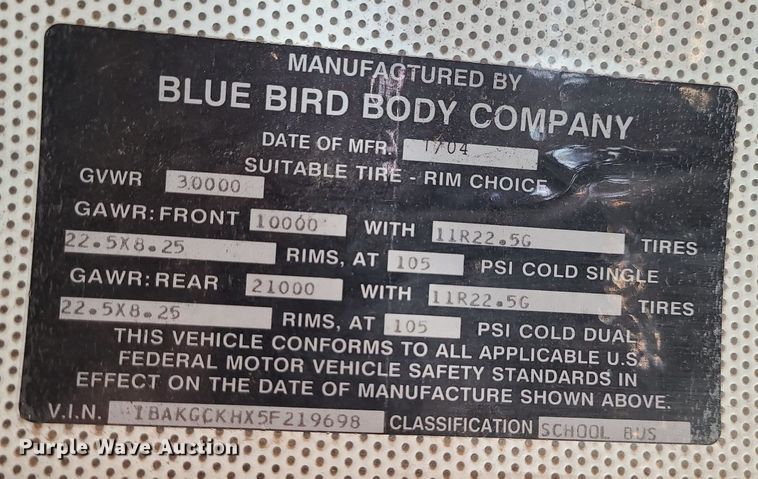 MANUFACTURED BY
BLUE BIRD BODY COMPANY
DATE OF MFR. 1/04
SUITABLE TIRE - RIM CHOICE
GVWR 30000
GAWR: FRONT 10000 WITH 11R22.5G TIRES
22.5X8.25 RIMS, AT 105 PSI COLD SINGLE
GAWR: REAR 21000 WITH 11R22.5G TIRES
22.5X8.25 RIMS, AT 105 PSI COLD DUAL
THIS VEHICLE CONFORMS TO ALL APPLICABLE U.S.
FEDERAL MOTOR VEHICLE SAFETY STANDARDS IN
EFFECT ON THE DATE OF MANUFACTURE SHOWN ABOVE.
V.I.N. 1BAKGCKHX5F219698 CLASSIFICATION SCHOOL BUS
Purple Wave Auction